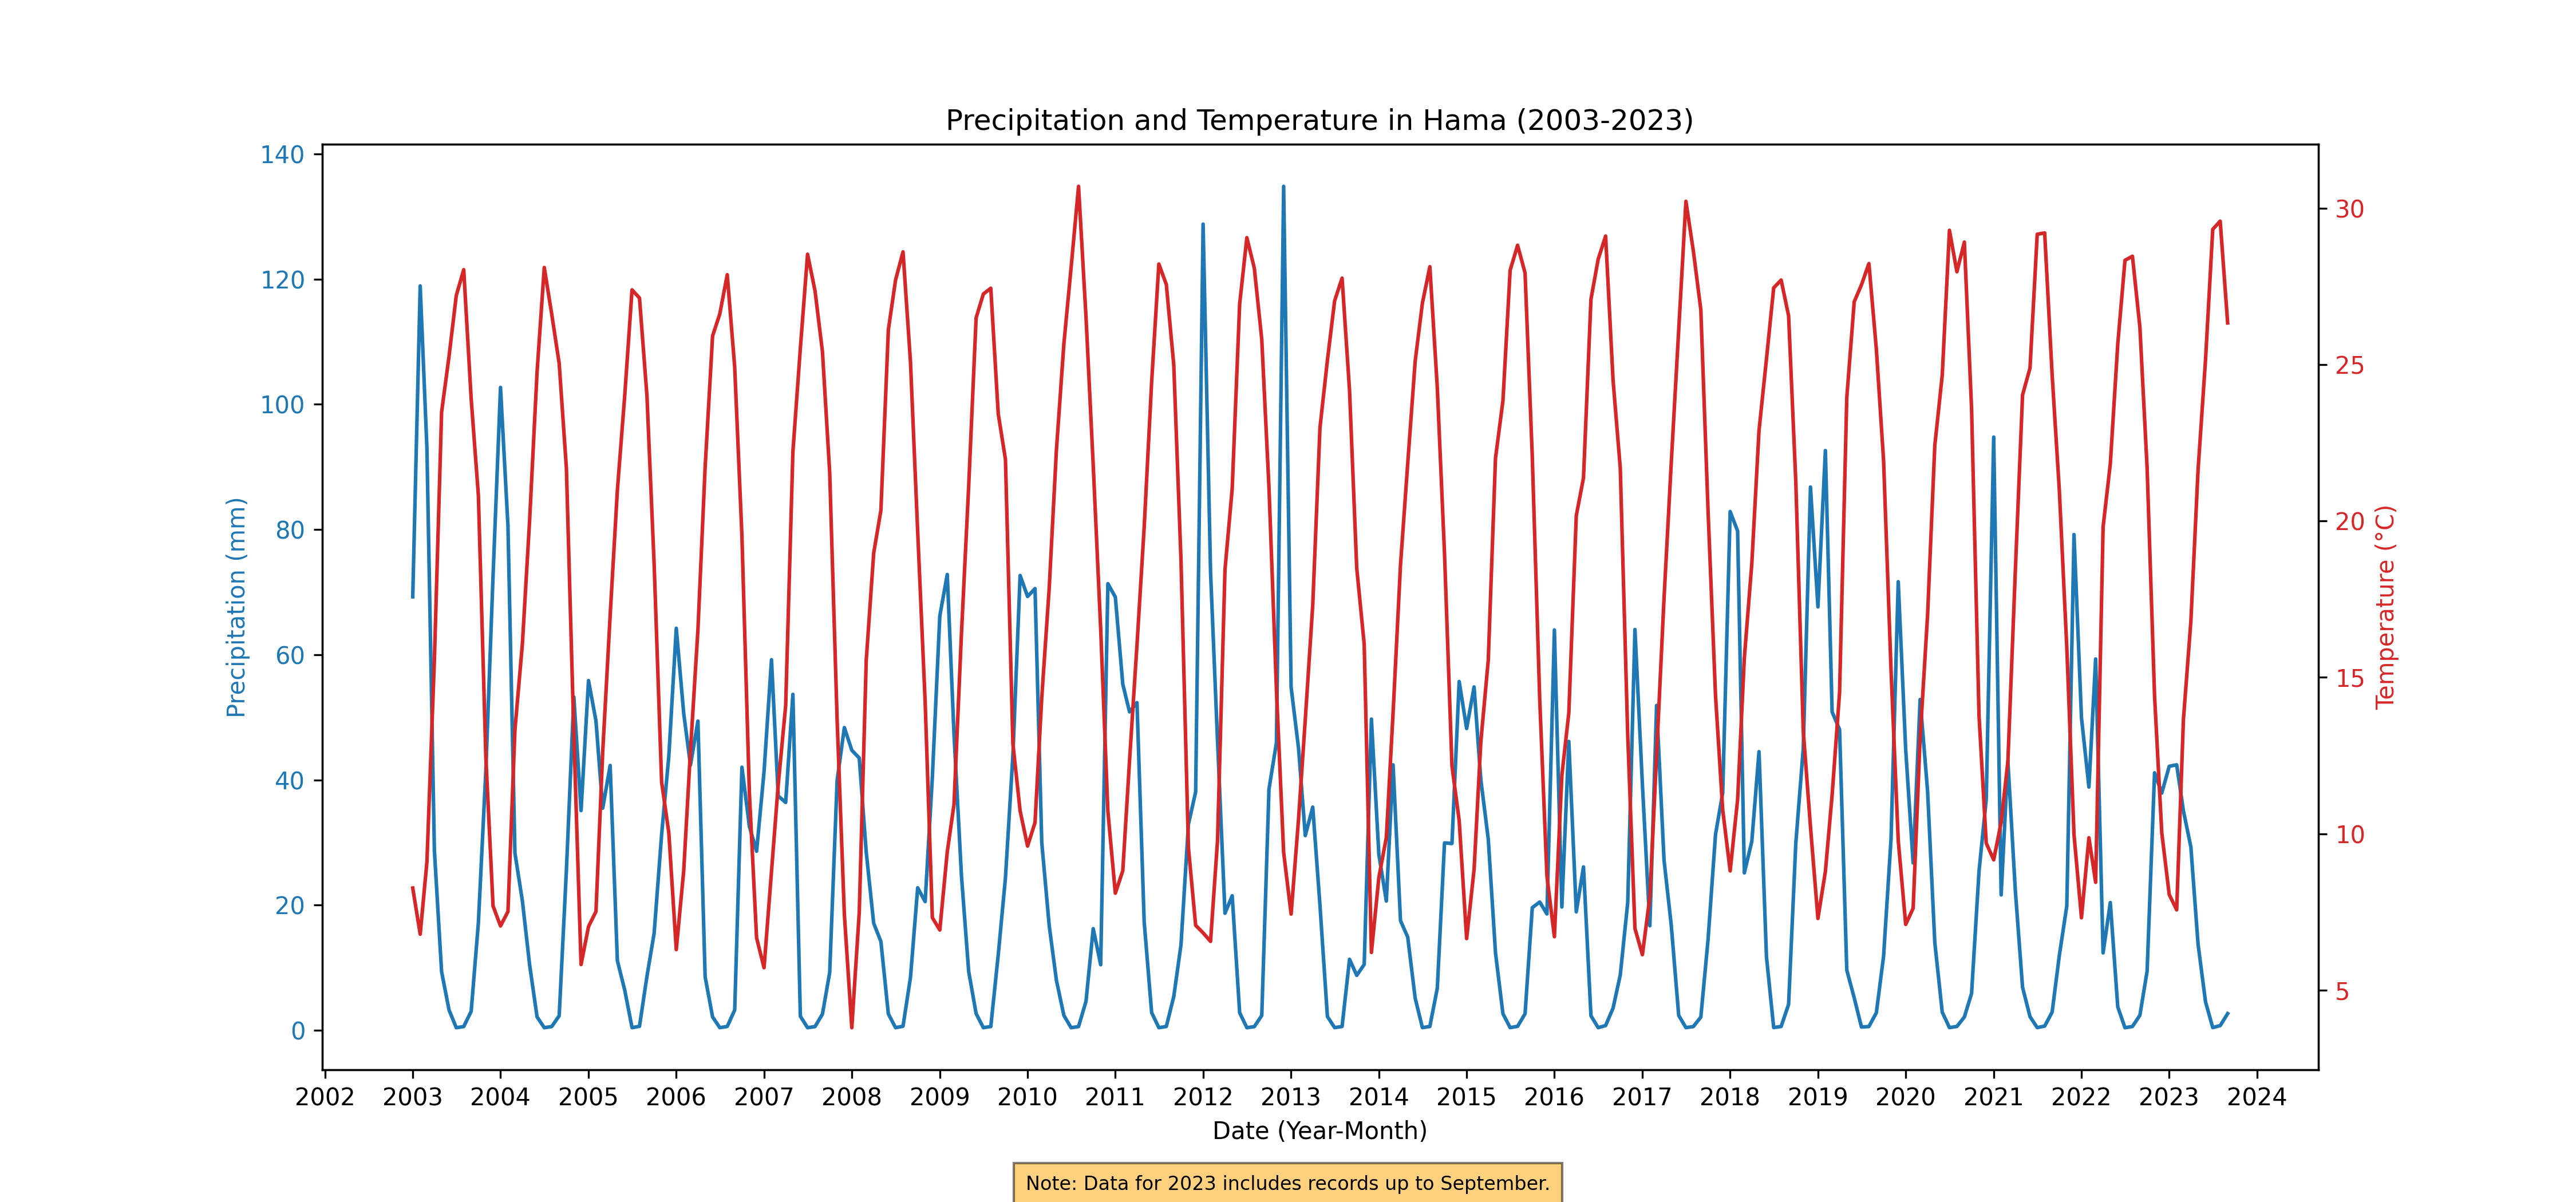 Precipitation and Temperature in Hama (2003-2023)
140
120
100
80
60
40
20
0
Precipitation (mm)
30
25
20
15
10
5
Temperature (°C)
2002 2003 2004 2005 2006 2007 2008 2009 2010 2011 2012 2013 2014 2015 2016 2017 2018 2019 2020 2021 2022 2023 2024
Date (Year-Month)
Note: Data for 2023 includes records up to September.